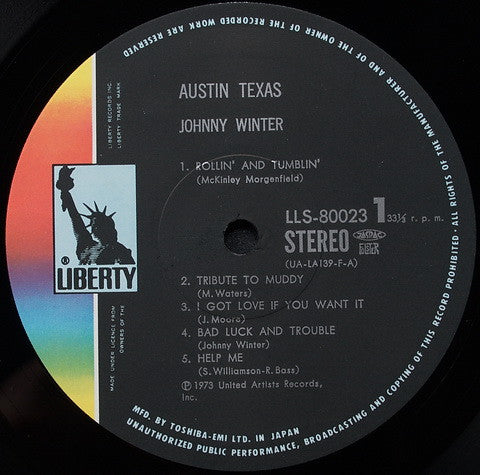 AUSTIN TEXAS
JOHNNY WINTER
1. ROLLIN' AND TUMBLIN'
(McKinley Morgenfield)
LLS-80023 1 33⅓ r. p. m.
STEREO
(UA-LA139-F-A)
2. TRIBUTE TO MUDDY
(M. Waters)
3. I GOT LOVE IF YOU WANT IT
(J. Moore)
4. BAD LUCK AND TROUBLE
(Johnny Winter)
5. HELP ME
(S. Williamson-R. Bass)
Ⓟ 1973 United Artists Records,
Inc.
® LIBERTY
LIBERTY RECORDS INC.
LIBERTY TRADE MARK
MADE UNDER LICENCE FROM
OWNERS OF THE
MFD. BY TOSHIBA-EMI LTD. IN JAPAN
ALL RIGHTS OF THE MANUFACTURER AND OF THE OWNER OF THE RECORDED WORK ARE RESERVED
UNAUTHORIZED PUBLIC PERFORMANCE, BROADCASTING AND COPYING OF THIS RECORD PROHIBITED ·